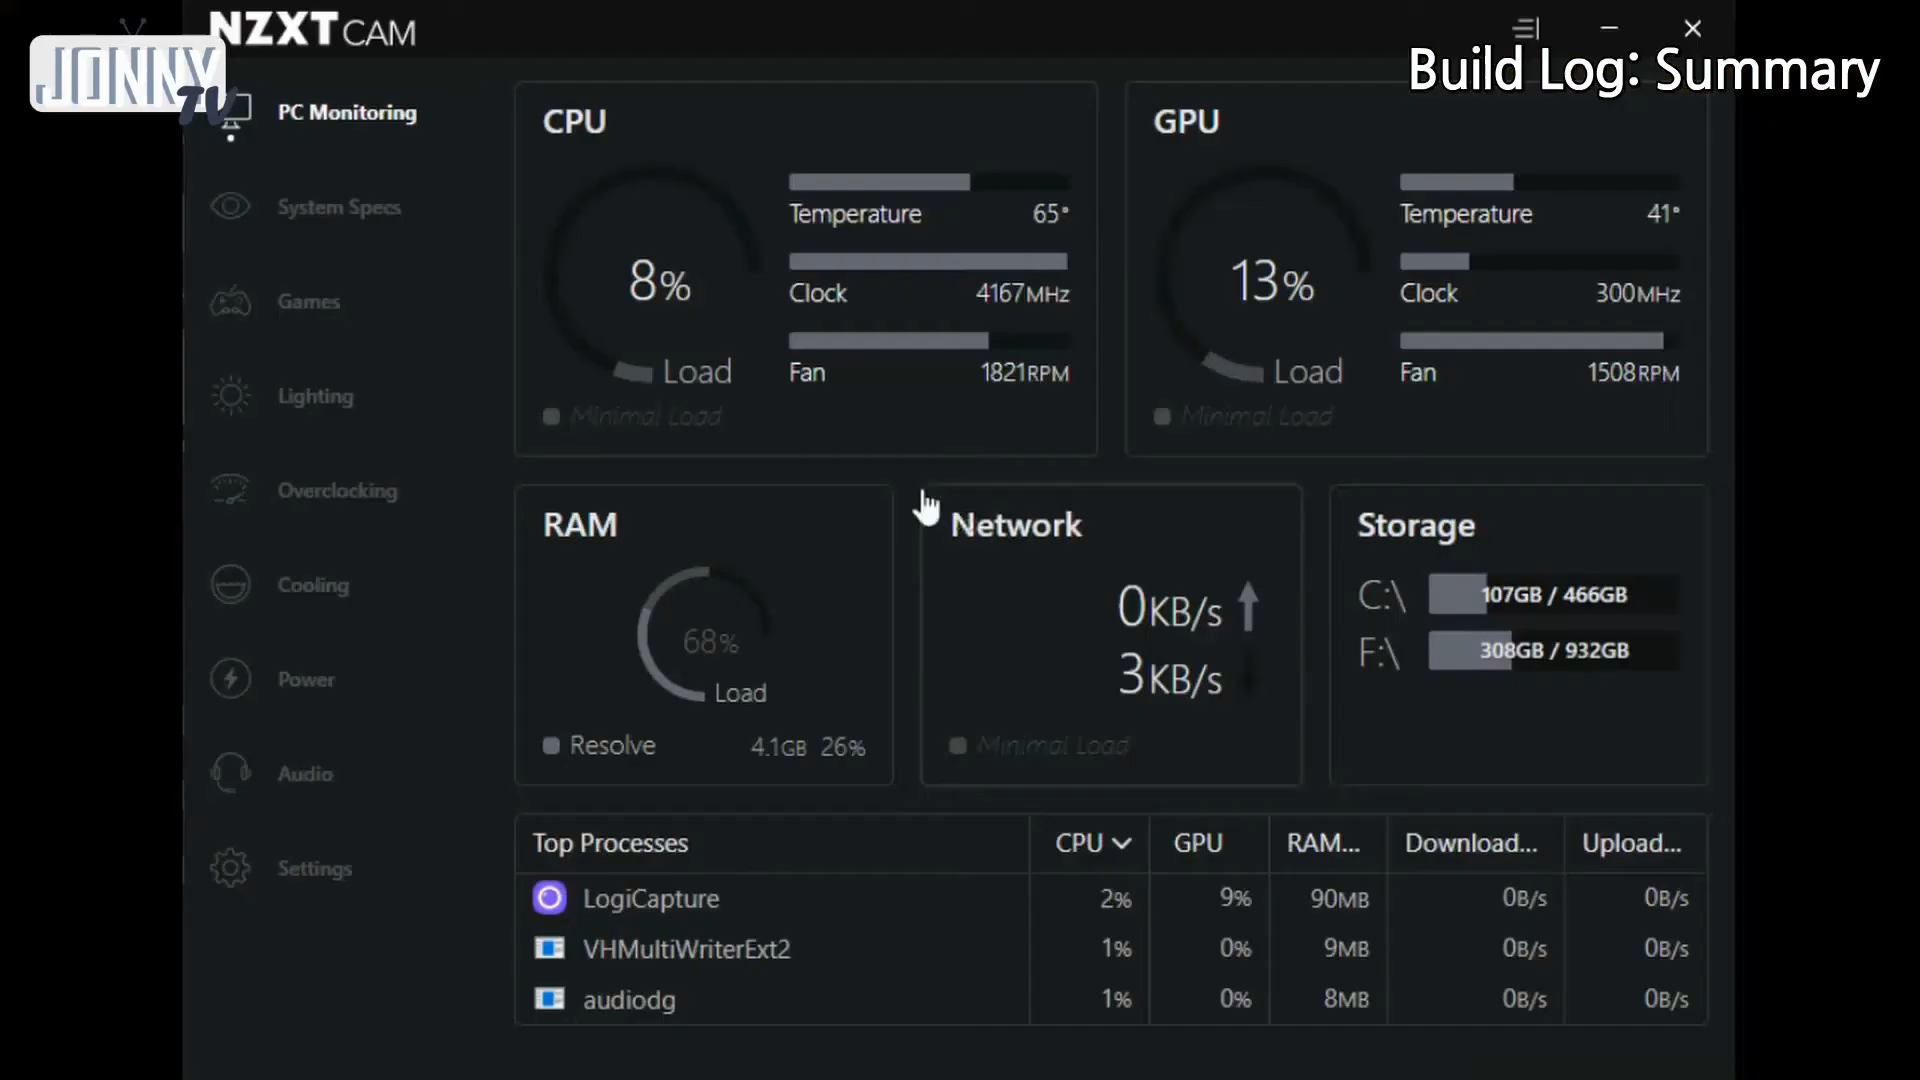 NZXT CAM
JONNY TV
Build Log: Summary
PC Monitoring
System Specs
Games
Lighting
Overclocking
Cooling
Power
Audio
Settings
CPU
8%
Load
Temperature 65°
Clock 4167MHz
Fan 1821RPM
Minimal Load
GPU
13%
Load
Temperature 41°
Clock 300MHz
Fan 1508RPM
Minimal Load
RAM
68%
Load
Resolve 4.1GB 26%
Network
0KB/s
3KB/s
Minimal Load
Storage
C:\ 107GB / 466GB
F:\ 308GB / 932GB
Top Processes CPU GPU RAM... Download... Upload...
LogiCapture 2% 9% 90MB 0B/s 0B/s
VHMultiWriterExt2 1% 0% 9MB 0B/s 0B/s
audiodg 1% 0% 8MB 0B/s 0B/s